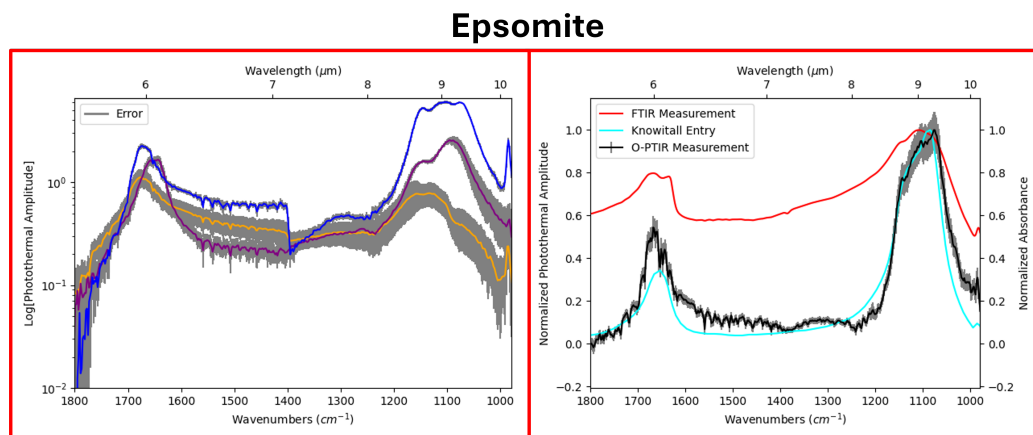 Epsomite
Wavelength (μm)
6 7 8 9 10
Error
Log[Photothermal Amplitude]
10⁰
10⁻¹
10⁻²
1800 1700 1600 1500 1400 1300 1200 1100 1000
Wavenumbers (cm⁻¹)
Wavelength (μm)
6 7 8 9 10
FTIR Measurement
Knowitall Entry
O-PTIR Measurement
Normalized Photothermal Amplitude
1.0
0.8
0.6
0.4
0.2
0.0
−0.2
1.0
0.8
0.6
0.4
0.2
0.0
−0.2
Normalized Absorbance
1800 1700 1600 1500 1400 1300 1200 1100 1000
Wavenumbers (cm⁻¹)